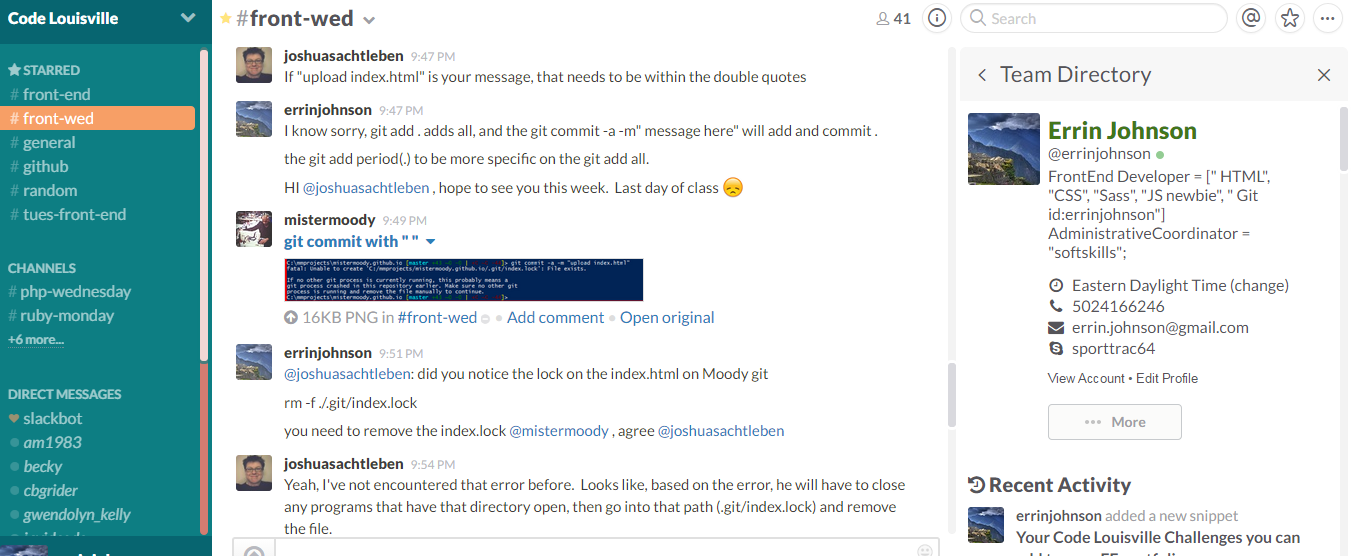 Code Louisville
STARRED
# front-end
# front-wed
# general
# github
# random
# tues-front-end
CHANNELS
# php-wednesday
# ruby-monday
+6 more...
DIRECT MESSAGES
slackbot
am1983
becky
cbgrider
gwendolyn_kelly
#front-wed
41
Search
joshuasachtleben 9:47 PM
If "upload index.html" is your message, that needs to be within the double quotes
errinjohnson 9:47 PM
I know sorry, git add . adds all, and the git commit -a -m" message here" will add and commit .
the git add period(.) to be more specific on the git add all.
HI @joshuasachtleben , hope to see you this week. Last day of class
mistermoody 9:49 PM
git commit with " "
C:\mmprojects\mistermoody.github.io [master
]> git commit -a -m "upload index.html"
fatal: Unable to create 'C:/mmprojects/mistermoody.github.io/.git/index.lock': File exists.
If no other git process is currently running, this probably means a
git process crashed in this repository earlier. Make sure no other git
process is running and remove the file manually to continue.
C:\mmprojects\mistermoody.github.io [master
]>
16KB PNG in #front-wed • Add comment • Open original
errinjohnson 9:51 PM
@joshuasachtleben: did you notice the lock on the index.html on Moody git
rm -f ./.git/index.lock
you need to remove the index.lock @mistermoody , agree @joshuasachtleben
joshuasachtleben 9:54 PM
Yeah, I've not encountered that error before. Looks like, based on the error, he will have to close
any programs that have that directory open, then go into that path (.git/index.lock) and remove
the file.
Team Directory
Errin Johnson
@errinjohnson
FrontEnd Developer = [" HTML",
"CSS", "Sass", "JS newbie", " Git
id:errinjohnson"]
AdministrativeCoordinator =
"softskills";
Eastern Daylight Time (change)
5024166246
errin.johnson@gmail.com
sporttrac64
View Account • Edit Profile
More
Recent Activity
errinjohnson added a new snippet
Your Code Louisville Challenges you can